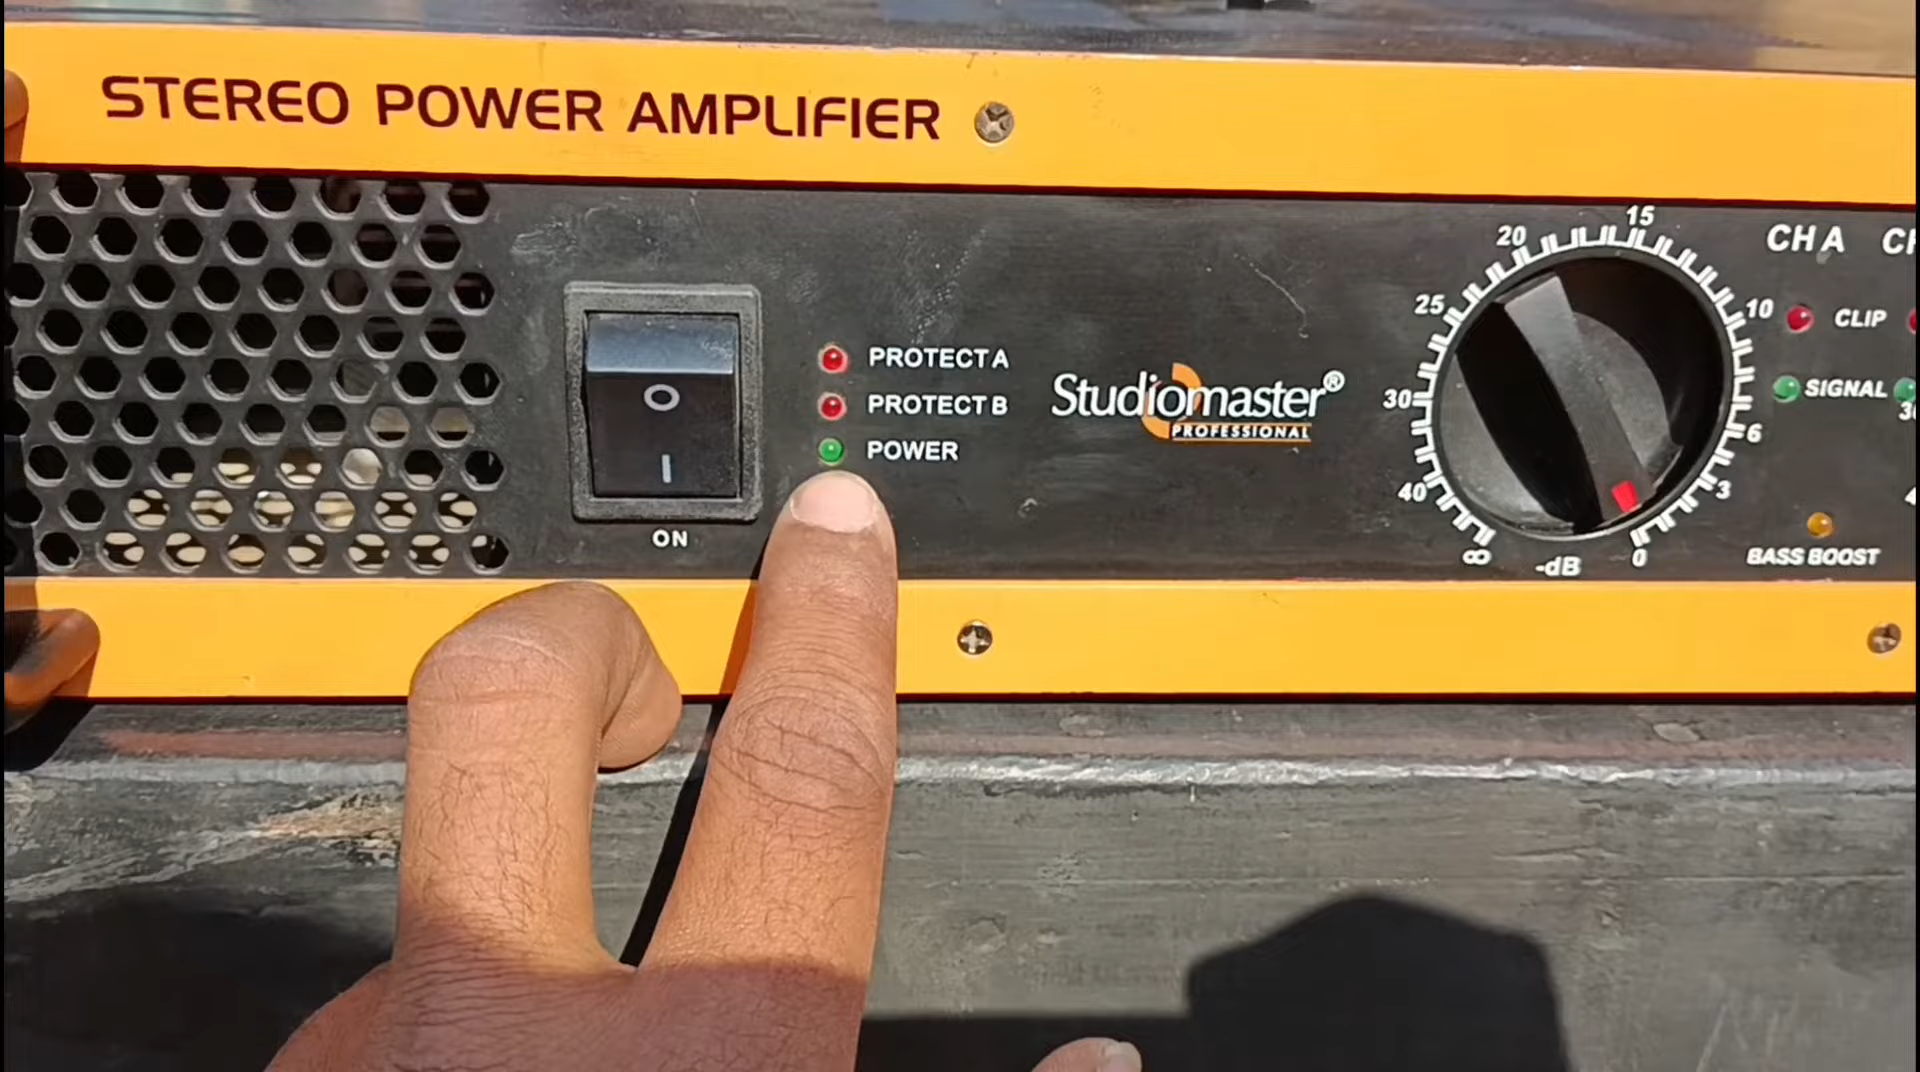 STEREO POWER AMPLIFIER
O
I
ON
PROTECT A
PROTECT B
POWER
Studiomaster®
PROFESSIONAL
15
20
10
25
30
6
40
3
∞
-dB
0
CH A
CLIP
SIGNAL
BASS BOOST